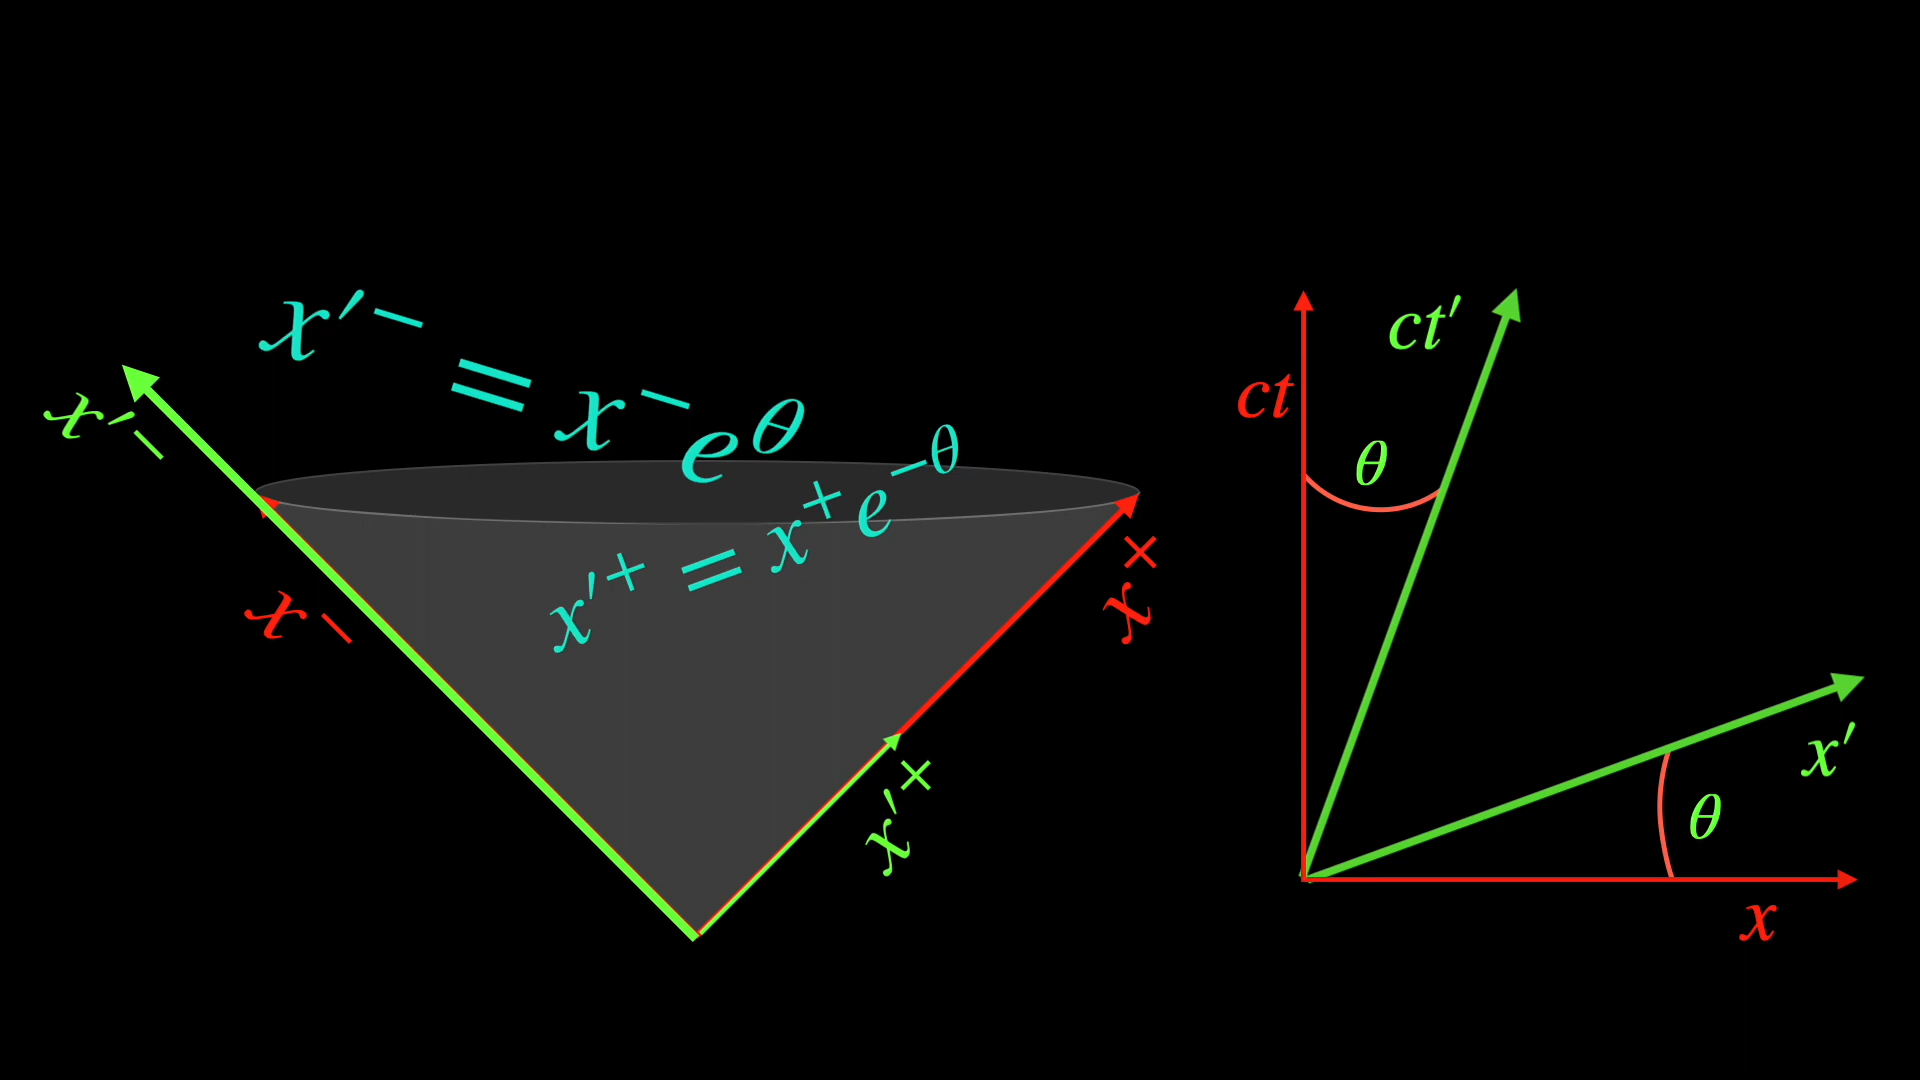 x′⁻ = x⁻e^θ
x′⁺ = x⁺e^−θ
x′⁻
x⁻
x⁺
x′⁺
ct′
ct
θ
x′
θ
x